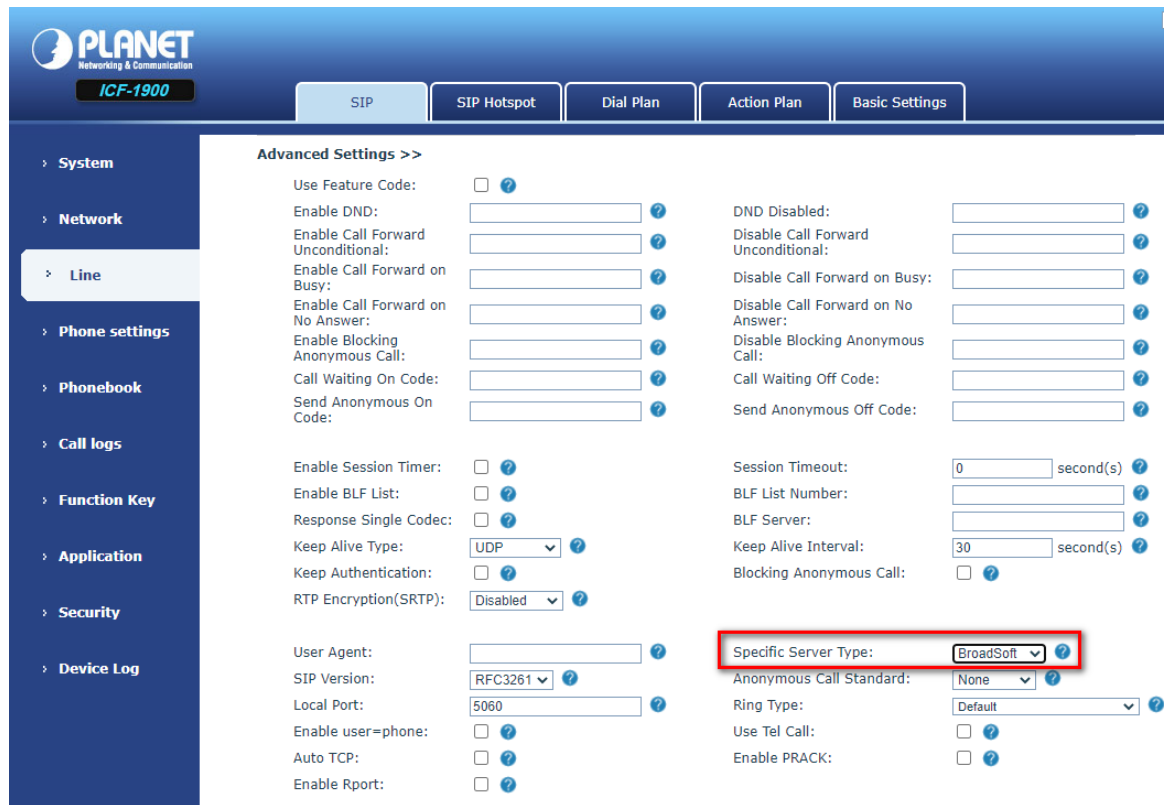 PLANET
Networking & Communication
ICF-1900
SIP
SIP Hotspot
Dial Plan
Action Plan
Basic Settings
› System
› Network
› Line
› Phone settings
› Phonebook
› Call logs
› Function Key
› Application
› Security
› Device Log
Advanced Settings >>
Use Feature Code:
Enable DND: DND Disabled:
Enable Call Forward Unconditional: Disable Call Forward Unconditional:
Enable Call Forward on Busy: Disable Call Forward on Busy:
Enable Call Forward on No Answer: Disable Call Forward on No Answer:
Enable Blocking Anonymous Call: Disable Blocking Anonymous Call:
Call Waiting On Code: Call Waiting Off Code:
Send Anonymous On Code: Send Anonymous Off Code:
Enable Session Timer: Session Timeout: 0 second(s)
Enable BLF List: BLF List Number:
Response Single Codec: BLF Server:
Keep Alive Type: UDP Keep Alive Interval: 30 second(s)
Keep Authentication: Blocking Anonymous Call:
RTP Encryption(SRTP): Disabled
User Agent: Specific Server Type: BroadSoft
SIP Version: RFC3261 Anonymous Call Standard: None
Local Port: 5060 Ring Type: Default
Enable user=phone: Use Tel Call:
Auto TCP: Enable PRACK:
Enable Rport: